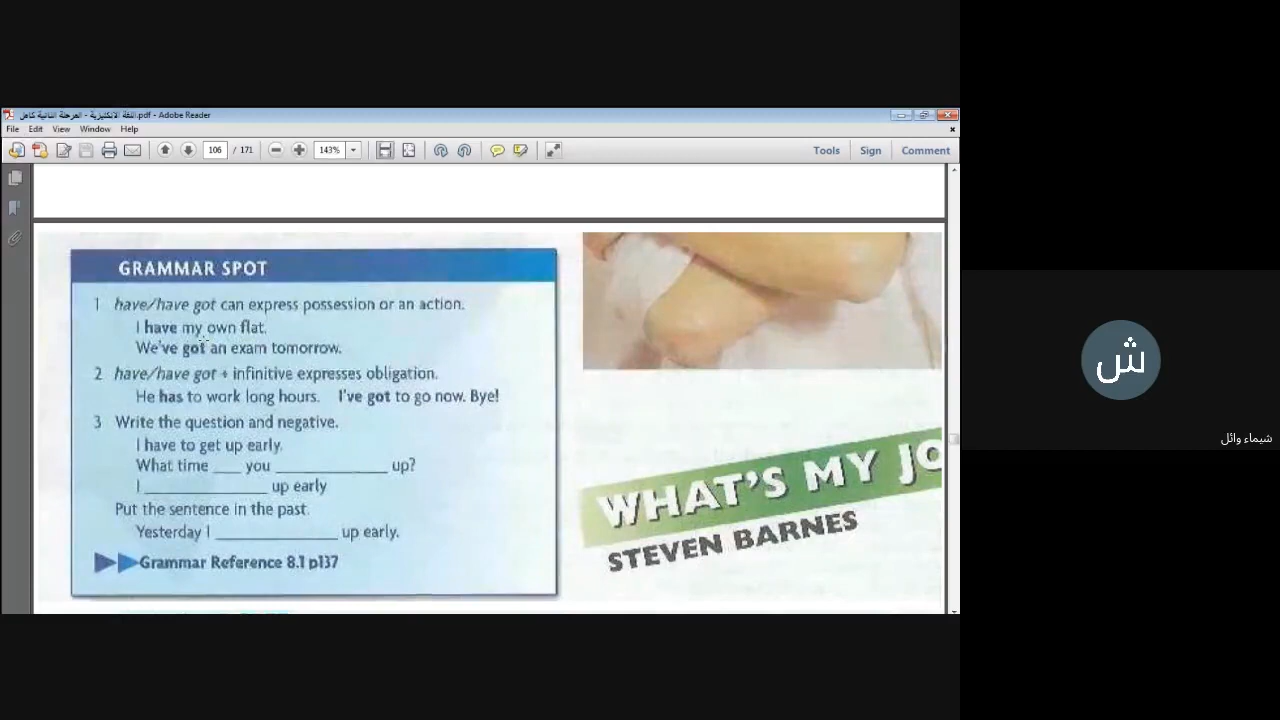 اللغة الانكليزية - المرحلة الثانية كامل.pdf - Adobe Reader
File Edit View Window Help
106 / 171 143% Tools Sign Comment
GRAMMAR SPOT
1 have/have got can express possession or an action.
I have my own flat.
We've got an exam tomorrow.
2 have/have got + infinitive expresses obligation.
He has to work long hours. I've got to go now. Bye!
3 Write the question and negative.
I have to get up early.
What time ___ you ____________ up?
I _____________ up early
Put the sentence in the past.
Yesterday I _____________ up early.
Grammar Reference 8.1 p137
WHAT'S MY JO
STEVEN BARNES
ش
شيماء وائل